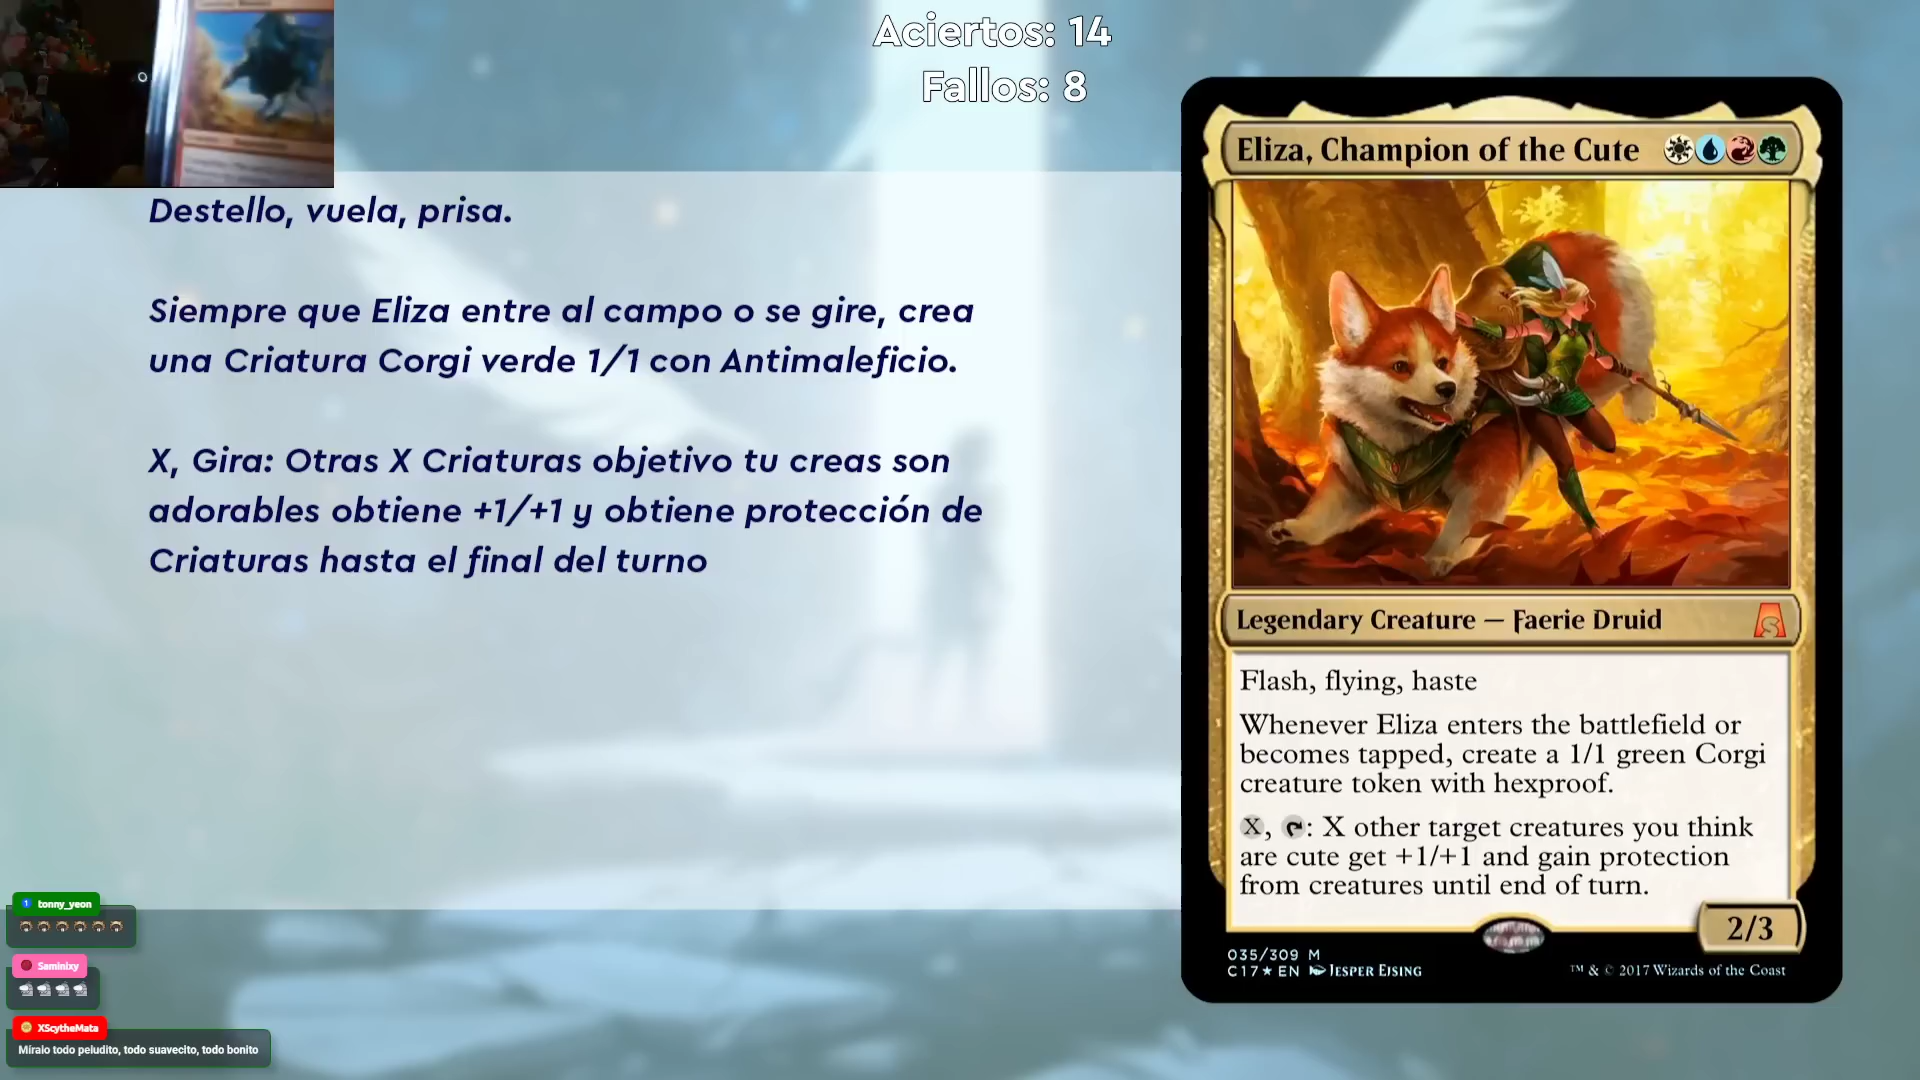 Aciertos: 14
Fallos: 8
Destello, vuela, prisa.
Siempre que Eliza entre al campo o se gire, crea
una Criatura Corgi verde 1/1 con Antimaleficio.
X, Gira: Otras X Criaturas objetivo tu creas son
adorables obtiene +1/+1 y obtiene protección de
Criaturas hasta el final del turno
Eliza, Champion of the Cute
Legendary Creature — Faerie Druid
Flash, flying, haste
Whenever Eliza enters the battlefield or
becomes tapped, create a 1/1 green Corgi
creature token with hexproof.
X, : X other target creatures you think
are cute get +1/+1 and gain protection
from creatures until end of turn.
2/3
035/309 M
C17★EN Jesper Eising
™ & © 2017 Wizards of the Coast
1 tonny_yeon
Saminixy
XScytheMata
Míralo todo peludito, todo suavecito, todo bonito